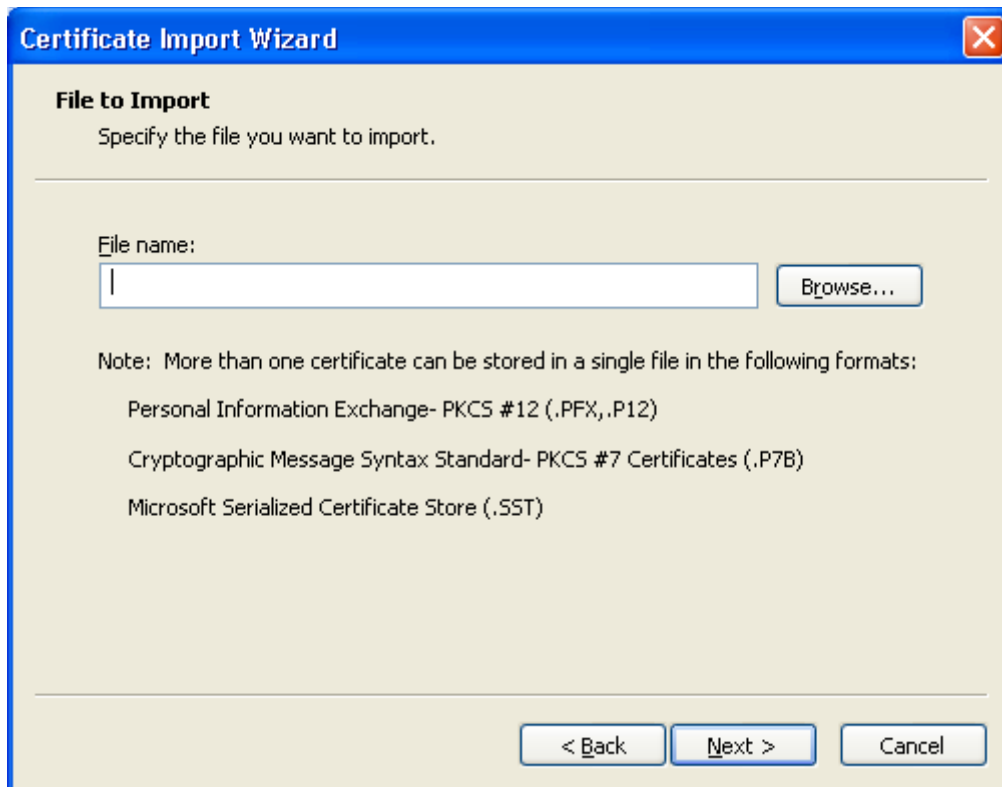 Certificate Import Wizard
File to Import
Specify the file you want to import.
File name:
Browse...
Note: More than one certificate can be stored in a single file in the following formats:
Personal Information Exchange- PKCS #12 (.PFX,.P12)
Cryptographic Message Syntax Standard- PKCS #7 Certificates (.P7B)
Microsoft Serialized Certificate Store (.SST)
< Back Next > Cancel